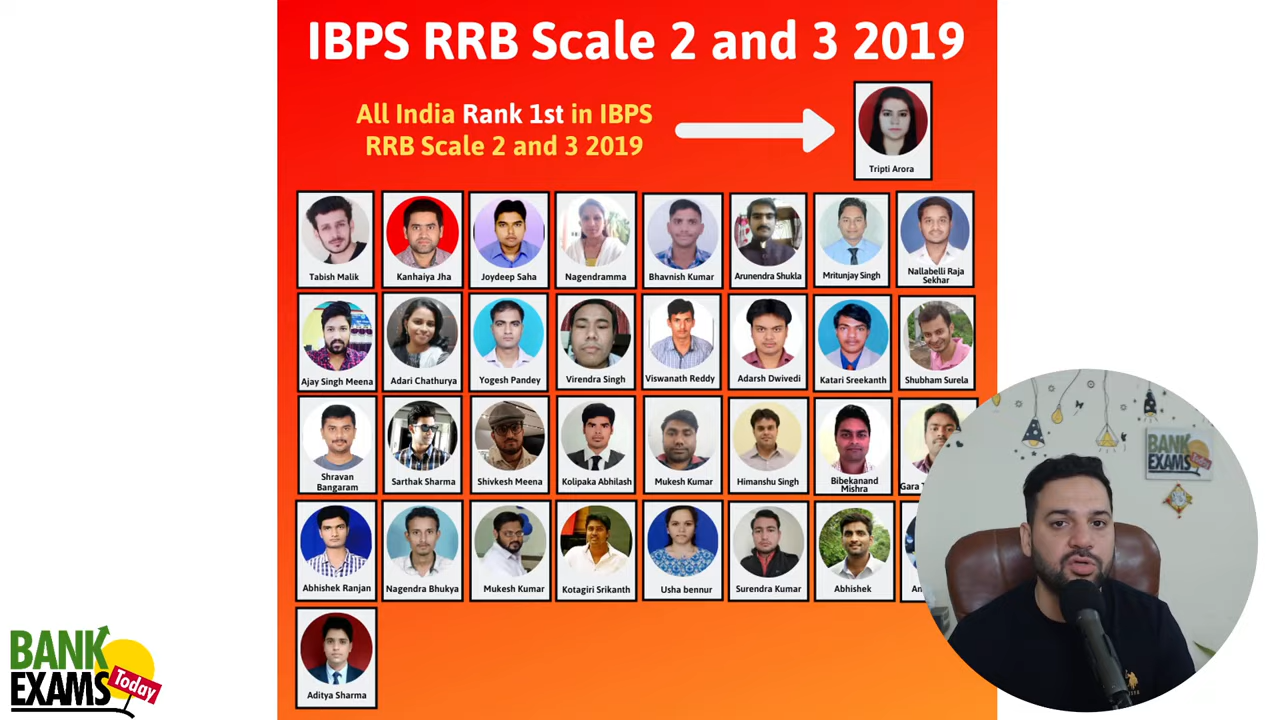 IBPS RRB Scale 2 and 3 2019
All India Rank 1st in IBPS
RRB Scale 2 and 3 2019
Tripti Arora
Tabish Malik
Kanhaiya Jha
Joydeep Saha
Nagendramma
Bhavnish Kumar
Arunendra Shukla
Mritunjay Singh
Nallabelli Raja
Sekhar
Ajay Singh Meena
Adari Chathurya
Yogesh Pandey
Virendra Singh
Viswanath Reddy
Adarsh Dwivedi
Katari Sreekanth
Shubham Surela
Shravan
Bangaram
Sarthak Sharma
Shivkesh Meena
Kolipaka Abhilash
Mukesh Kumar
Himanshu Singh
Bibekanand
Mishra
Gara
Abhishek Ranjan
Nagendra Bhukya
Mukesh Kumar
Kotagiri Srikanth
Usha bennur
Surendra Kumar
Abhishek
Aditya Sharma
BANK
EXAMS
Today
BANK
EXAMS
Today